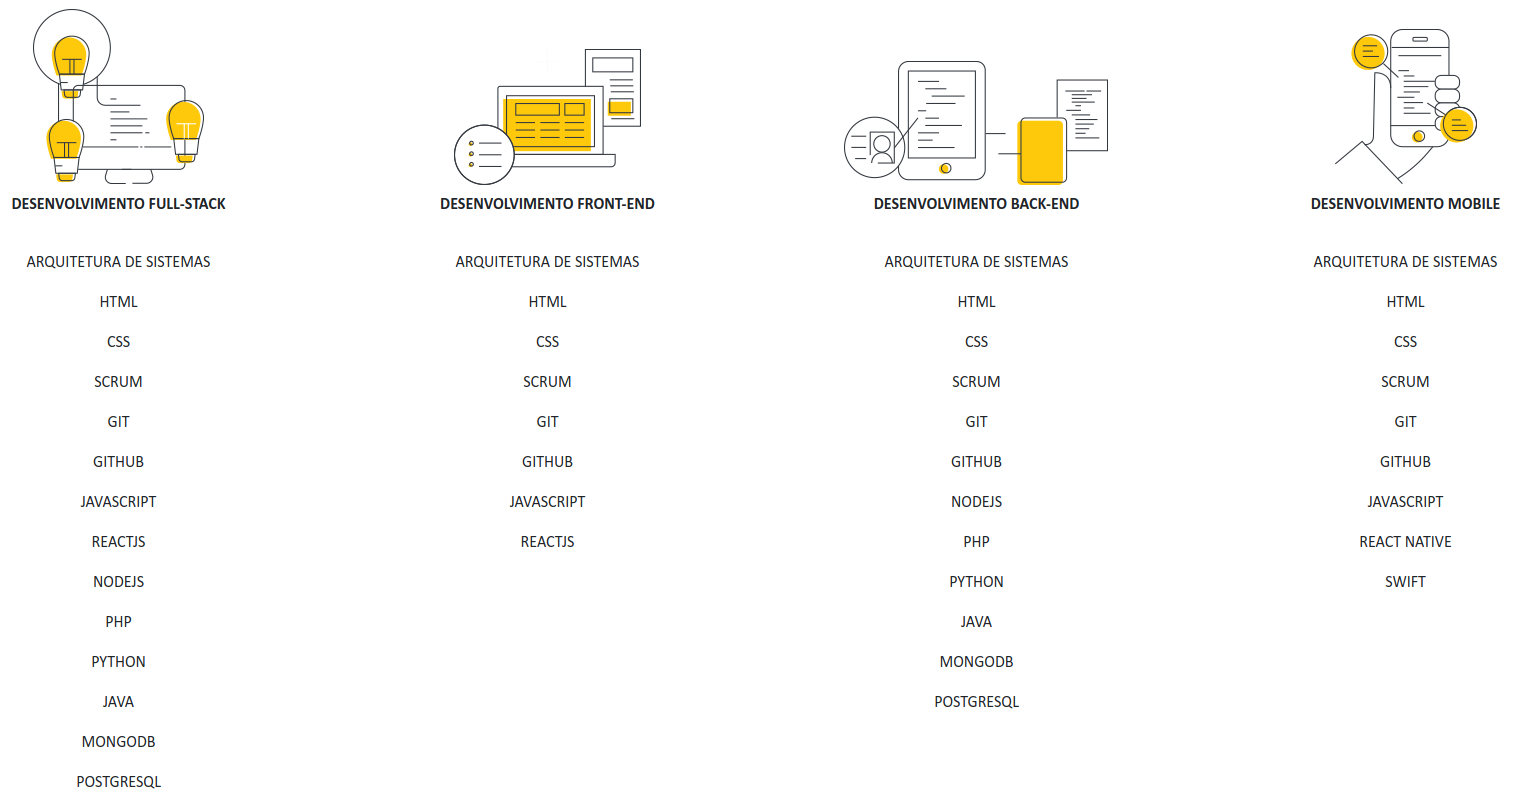 DESENVOLVIMENTO FULL-STACK
ARQUITETURA DE SISTEMAS
HTML
CSS
SCRUM
GIT
GITHUB
JAVASCRIPT
REACTJS
NODEJS
PHP
PYTHON
JAVA
MONGODB
POSTGRESQL
DESENVOLVIMENTO FRONT-END
ARQUITETURA DE SISTEMAS
HTML
CSS
SCRUM
GIT
GITHUB
JAVASCRIPT
REACTJS
DESENVOLVIMENTO BACK-END
ARQUITETURA DE SISTEMAS
HTML
CSS
SCRUM
GIT
GITHUB
NODEJS
PHP
PYTHON
JAVA
MONGODB
POSTGRESQL
DESENVOLVIMENTO MOBILE
ARQUITETURA DE SISTEMAS
HTML
CSS
SCRUM
GIT
GITHUB
JAVASCRIPT
REACT NATIVE
SWIFT